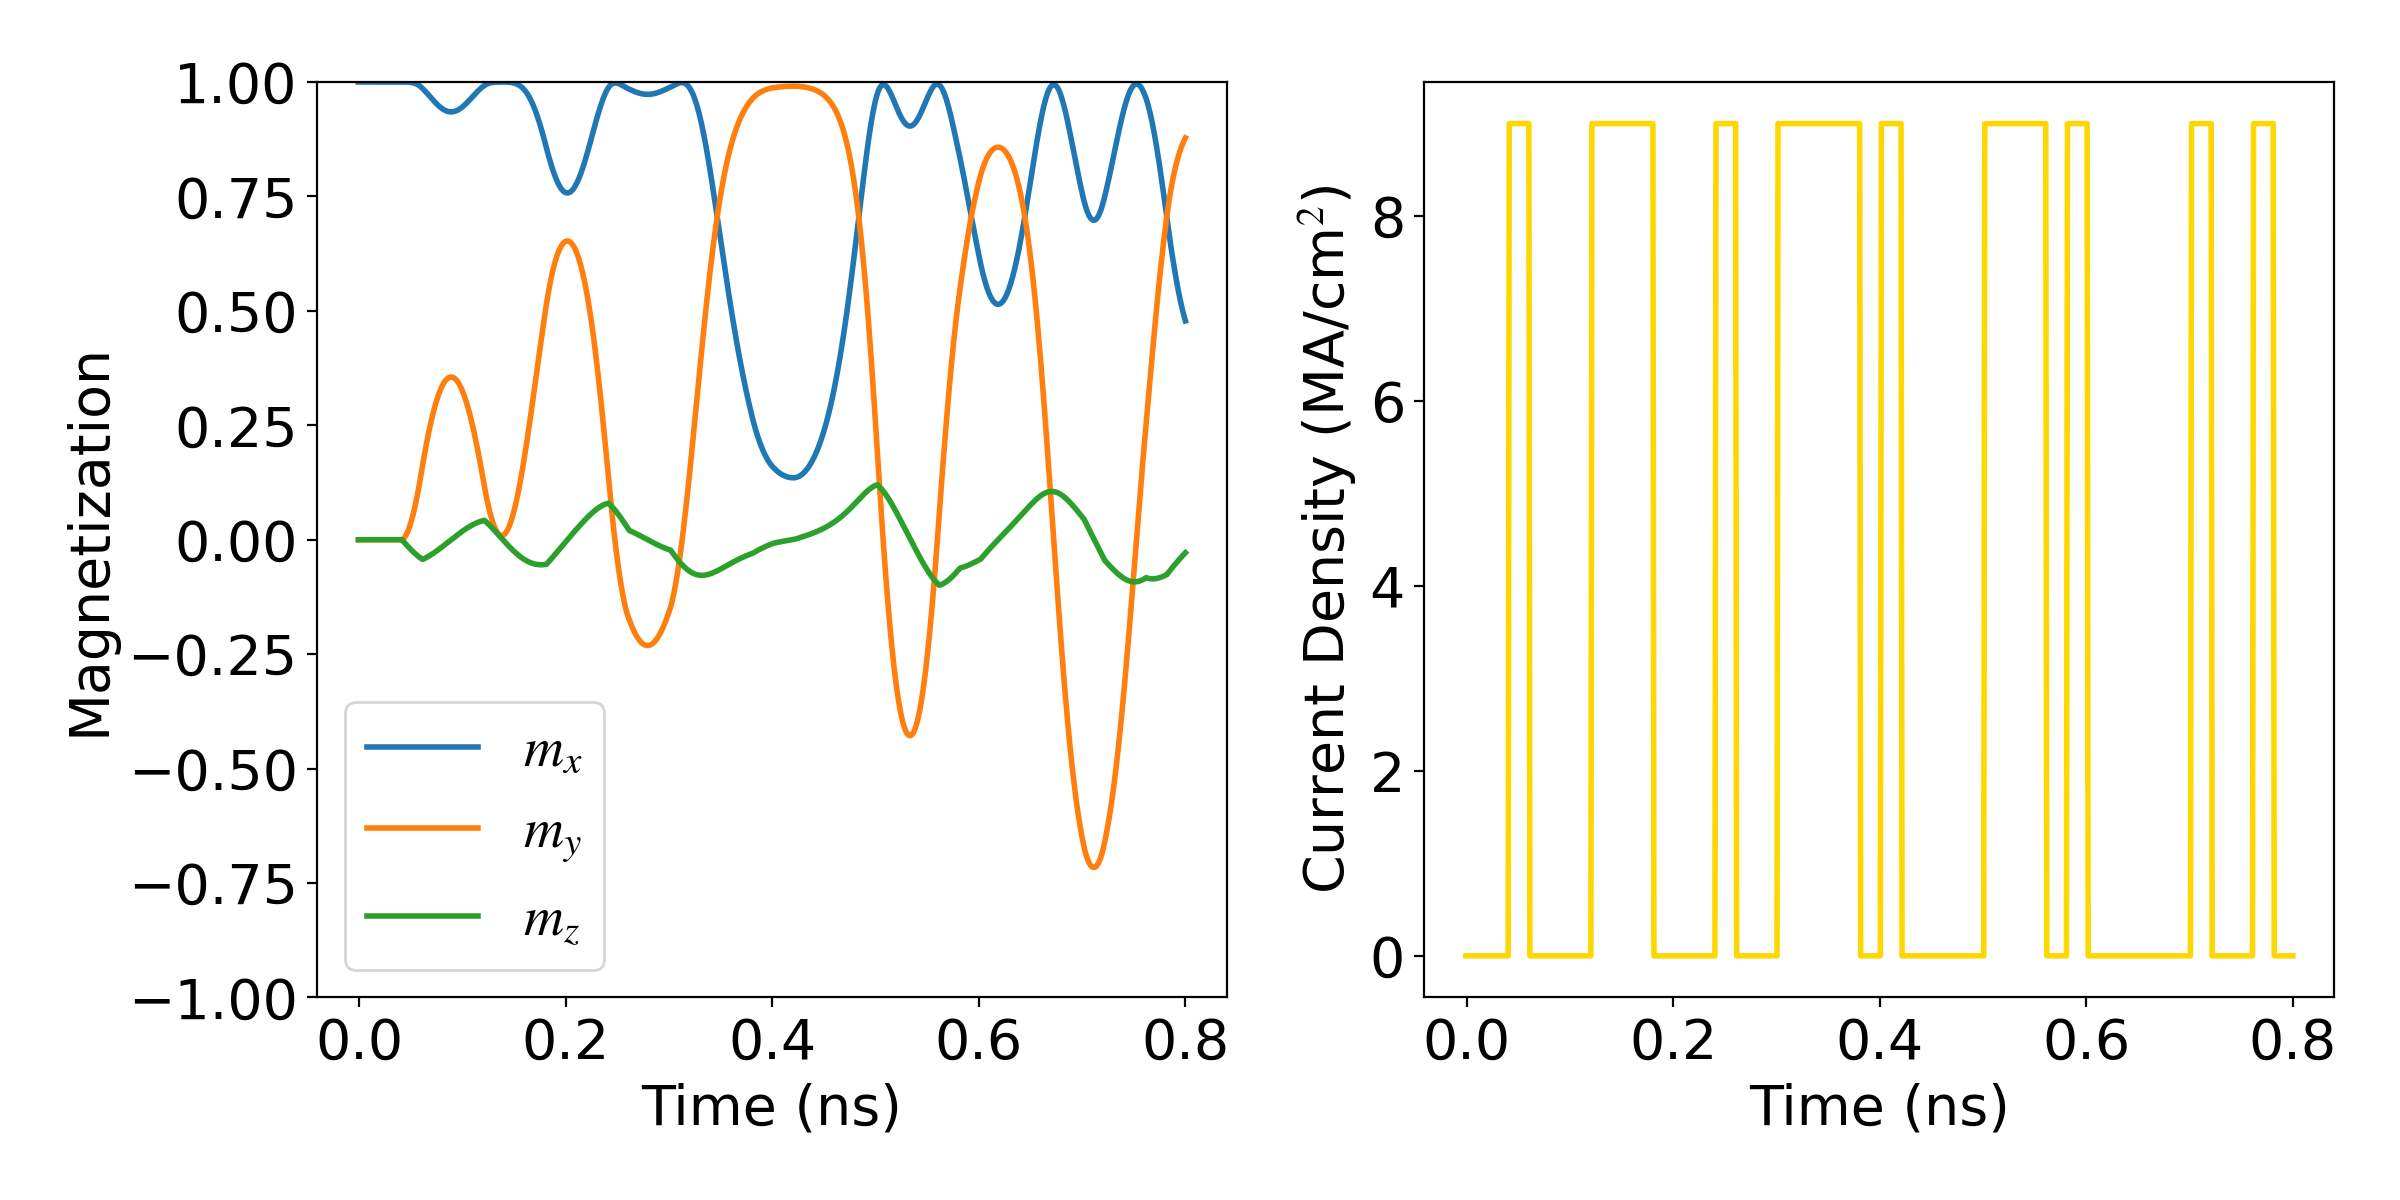 1.00
0.75
0.50
0.25
0.00
−0.25
−0.50
−0.75
−1.00
Magnetization
m_x
m_y
m_z
0.0 0.2 0.4 0.6 0.8
Time (ns)
8
6
4
2
0
Current Density (MA/cm²)
0.0 0.2 0.4 0.6 0.8
Time (ns)